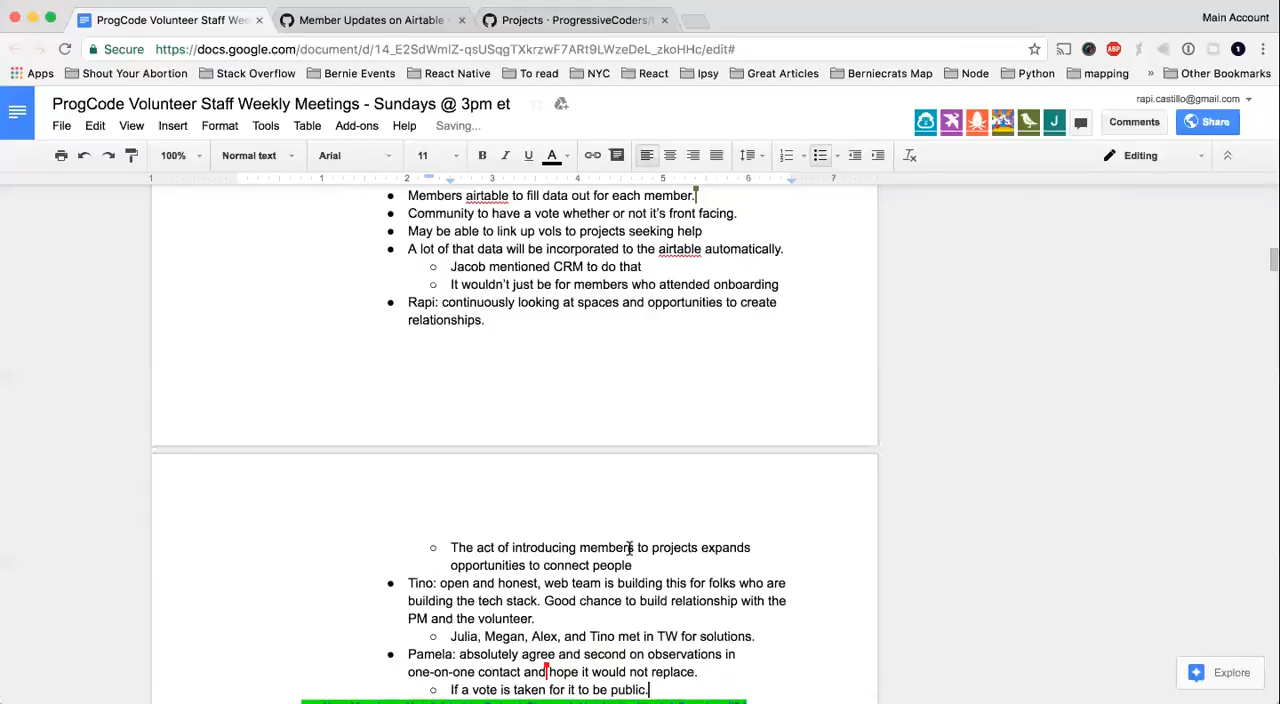 ProgCode Volunteer Staff Wee
Member Updates on Airtable
Projects · ProgressiveCoders/
Main Account
Secure https://docs.google.com/document/d/14_E2SdWmlZ-qsUSqgTXkrzwF7ARt9LWzeDeL_zkoHHc/edit#
Apps Shout Your Abortion Stack Overflow Bernie Events React Native To read NYC React Ipsy Great Articles Berniecrats Map Node Python mapping » Other Bookmarks
rapi.castillo@gmail.com
ProgCode Volunteer Staff Weekly Meetings - Sundays @ 3pm et
File Edit View Insert Format Tools Table Add-ons Help Saving...
J Comments Share
100% Normal text Arial 11 B I U A Editing
1 1 2 3 4 5 6 7
● Members airtable to fill data out for each member.
● Community to have a vote whether or not it's front facing.
● May be able to link up vols to projects seeking help
● A lot of that data will be incorporated to the airtable automatically.
○ Jacob mentioned CRM to do that
○ It wouldn't just be for members who attended onboarding
● Rapi: continuously looking at spaces and opportunities to create
relationships.
○ The act of introducing members to projects expands
opportunities to connect people
● Tino: open and honest, web team is building this for folks who are
building the tech stack. Good chance to build relationship with the
PM and the volunteer.
○ Julia, Megan, Alex, and Tino met in TW for solutions.
● Pamela: absolutely agree and second on observations in
one-on-one contact and hope it would not replace.
○ If a vote is taken for it to be public.
Explore